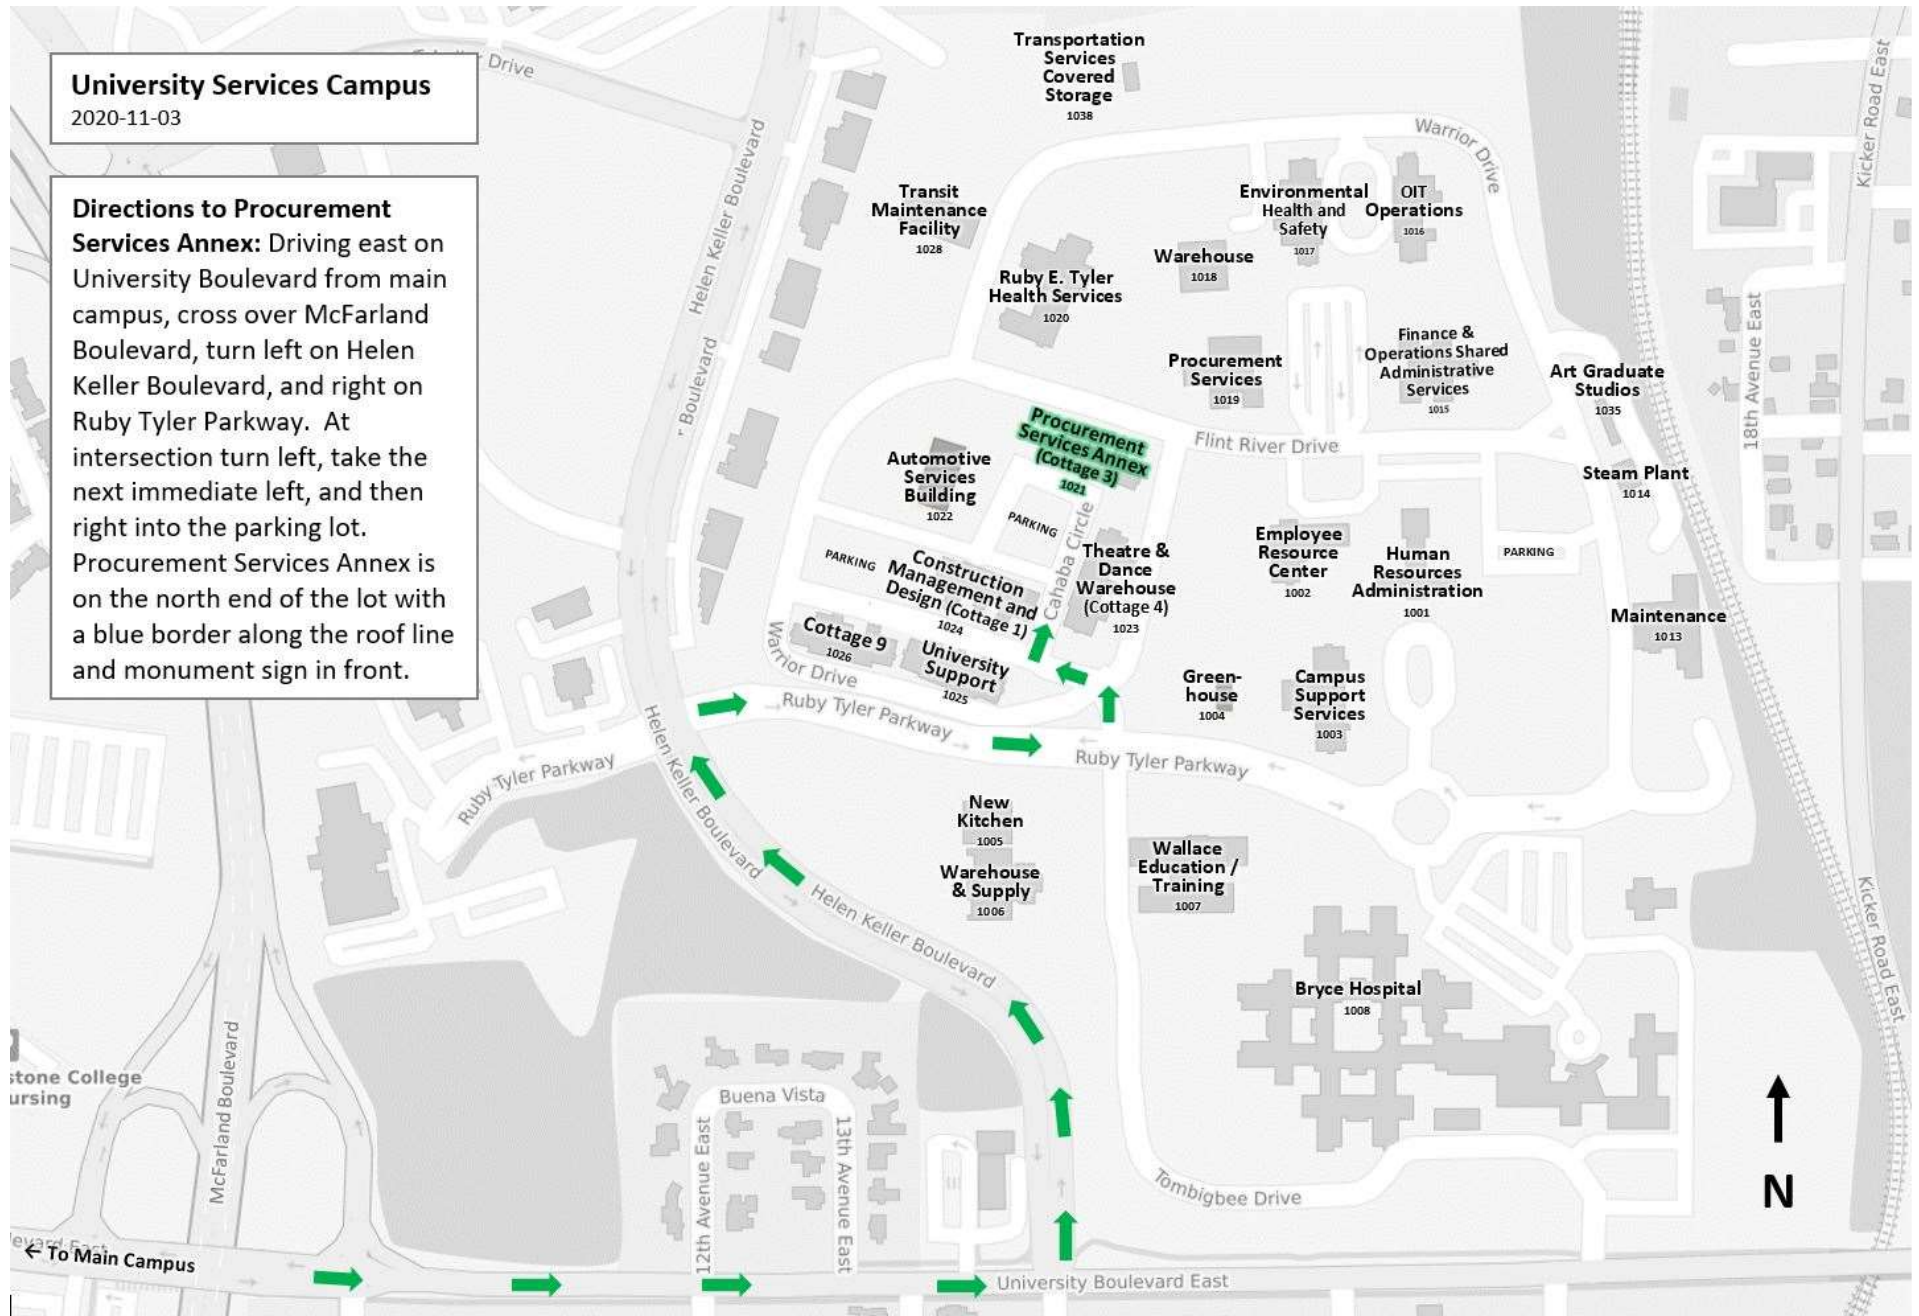 University Services Campus
2020-11-03
Directions to Procurement
Services Annex: Driving east on
University Boulevard from main
campus, cross over McFarland
Boulevard, turn left on Helen
Keller Boulevard, and right on
Ruby Tyler Parkway. At
intersection turn left, take the
next immediate left, and then
right into the parking lot.
Procurement Services Annex is
on the north end of the lot with
a blue border along the roof line
and monument sign in front.
Drive
Transportation
Services
Covered
Storage
1038
Kicker Road East
Warrior Drive
Helen Keller Boulevard
Transit
Maintenance
Facility
1028
Environmental
Health and
Safety
1017
OIT
Operations
1016
Warehouse
1018
Ruby E. Tyler
Health Services
1020
18th Avenue East
Boulevard
Procurement
Services
1019
Finance &
Operations Shared
Administrative
Services
1015
Art Graduate
Studios
1035
Procurement
Services Annex
(Cottage 3)
1021
Flint River Drive
Automotive
Services
Building
1022
Steam Plant
1014
PARKING
Cahaba Circle
PARKING
Construction
Management and
Design (Cottage 1)
1024
Theatre &
Dance
Warehouse
(Cottage 4)
1023
Employee
Resource
Center
1002
Human
Resources
Administration
1001
PARKING
Maintenance
1013
Cottage 9
1026
University
Support
1025
Warrior Drive
Green-
house
1004
Campus
Support
Services
1003
Ruby Tyler Parkway
Ruby Tyler Parkway
Ruby Tyler Parkway
Helen Keller Boulevard
New
Kitchen
1005
Warehouse
& Supply
1006
Wallace
Education /
Training
1007
Helen Keller Boulevard
Kicker Road East
Bryce Hospital
1008
stone College
ursing
McFarland Boulevard
Buena Vista
12th Avenue East
13th Avenue East
Tombigbee Drive
N
← To Main Campus
University Boulevard East